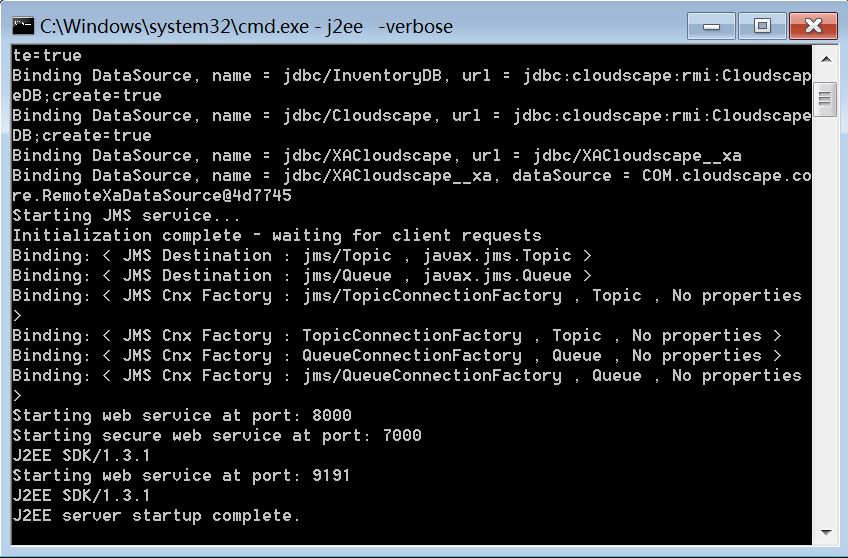 C:\Windows\system32\cmd.exe - j2ee  -verbose
te=true
Binding DataSource, name = jdbc/InventoryDB, url = jdbc:cloudscape:rmi:Cloudscap
eDB;create=true
Binding DataSource, name = jdbc/Cloudscape, url = jdbc:cloudscape:rmi:Cloudscape
DB;create=true
Binding DataSource, name = jdbc/XACloudscape, url = jdbc/XACloudscape__xa
Binding DataSource, name = jdbc/XACloudscape__xa, dataSource = COM.cloudscape.co
re.RemoteXaDataSource@4d7745
Starting JMS service...
Initialization complete - waiting for client requests
Binding: < JMS Destination : jms/Topic , javax.jms.Topic >
Binding: < JMS Destination : jms/Queue , javax.jms.Queue >
Binding: < JMS Cnx Factory : jms/TopicConnectionFactory , Topic , No properties
>
Binding: < JMS Cnx Factory : TopicConnectionFactory , Topic , No properties >
Binding: < JMS Cnx Factory : QueueConnectionFactory , Queue , No properties >
Binding: < JMS Cnx Factory : jms/QueueConnectionFactory , Queue , No properties
>
Starting web service at port: 8000
Starting secure web service at port: 7000
J2EE SDK/1.3.1
Starting web service at port: 9191
J2EE SDK/1.3.1
J2EE server startup complete.